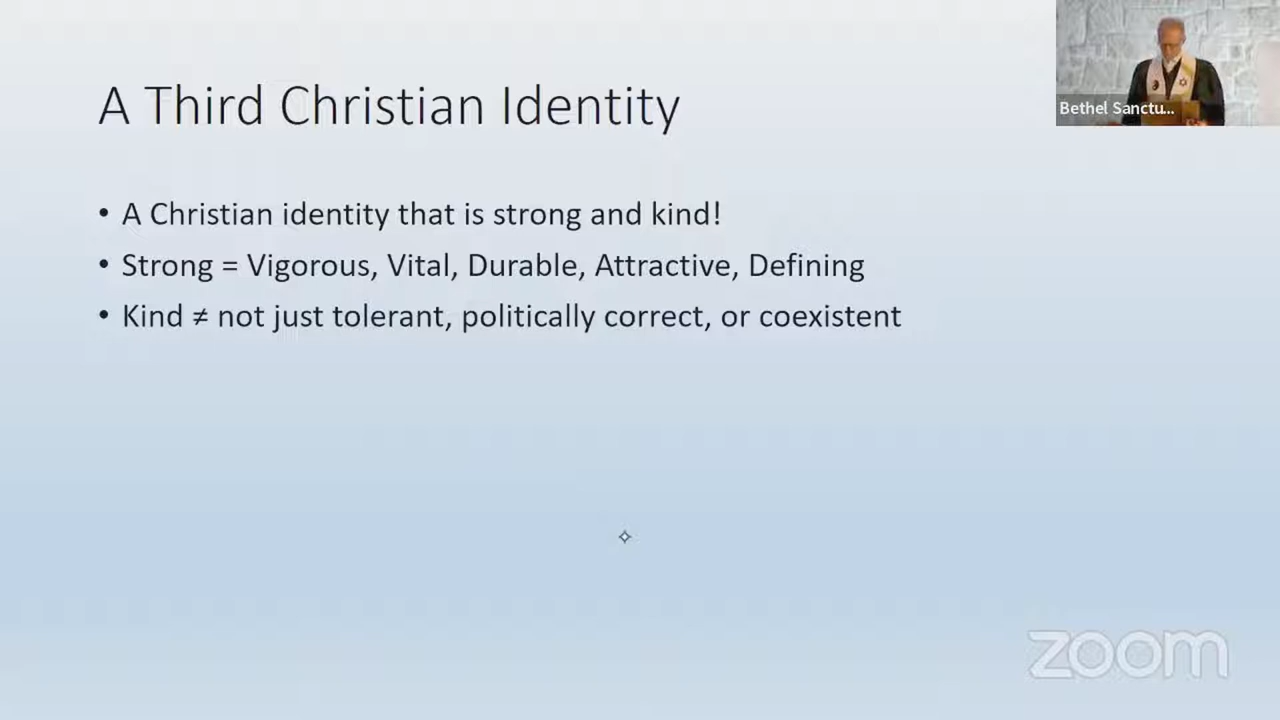 A Third Christian Identity
Bethel Sanctu...
• A Christian identity that is strong and kind!
• Strong = Vigorous, Vital, Durable, Attractive, Defining
• Kind ≠ not just tolerant, politically correct, or coexistent
zoom